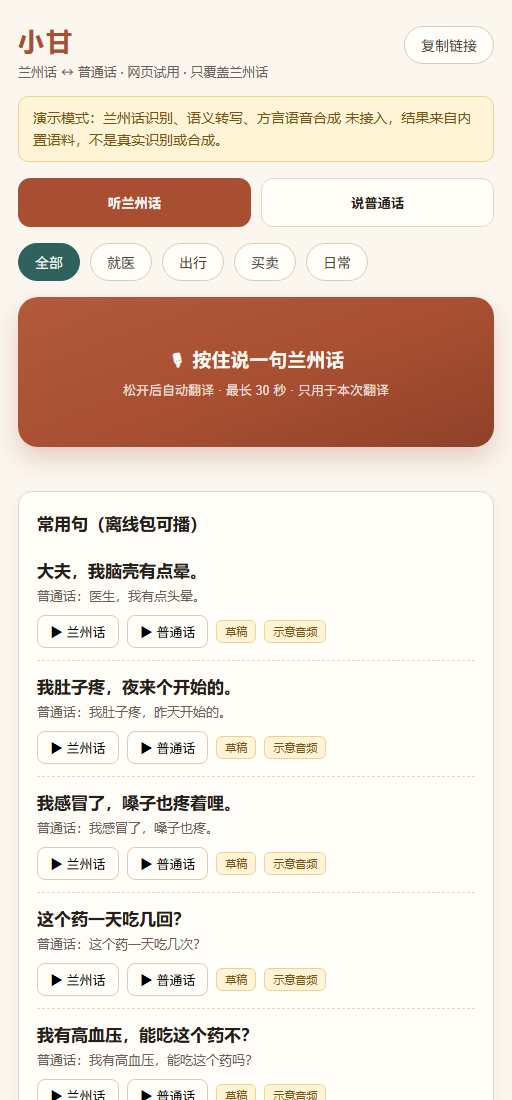 小甘
复制链接
兰州话 ↔ 普通话 · 网页试用 · 只覆盖兰州话
演示模式：兰州话识别、语义转写、方言语音合成 未接入，结果来自内
置语料，不是真实识别或合成。
听兰州话
说普通话
全部
就医
出行
买卖
日常
按住说一句兰州话
松开后自动翻译 · 最长 30 秒 · 只用于本次翻译
常用句（离线包可播）
大夫，我脑壳有点晕。
普通话：医生，我有点头晕。
▶ 兰州话 ▶ 普通话 草稿 示意音频
我肚子疼，夜来个开始的。
普通话：我肚子疼，昨天开始的。
▶ 兰州话 ▶ 普通话 草稿 示意音频
我感冒了，嗓子也疼着哩。
普通话：我感冒了，嗓子也疼。
▶ 兰州话 ▶ 普通话 草稿 示意音频
这个药一天吃几回？
普通话：这个药一天吃几次？
▶ 兰州话 ▶ 普通话 草稿 示意音频
我有高血压，能吃这个药不？
普通话：我有高血压，能吃这个药吗？
▶ 兰州话 ▶ 普通话 草稿 示意音频